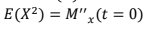 E(X²) = M''ₓ(t = 0)